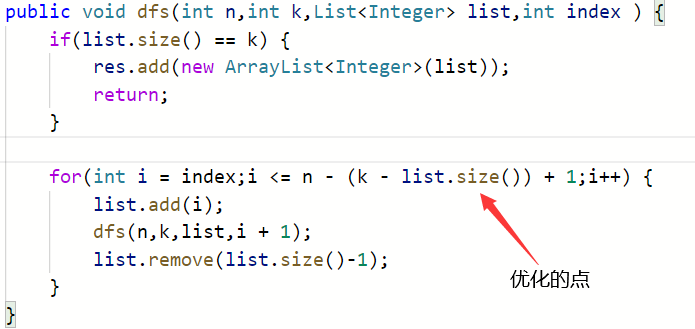 public void dfs(int n,int k,List<Integer> list,int index ) {
    if(list.size() == k) {
        res.add(new ArrayList<Integer>(list));
        return;
    }

    for(int i = index;i <= n - (k - list.size()) + 1;i++) {
        list.add(i);
        dfs(n,k,list,i + 1);
        list.remove(list.size()-1);
    }
优化的点
}